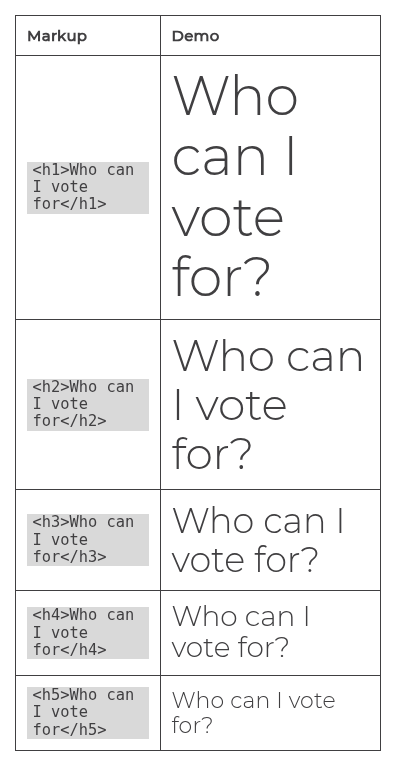 Markup Demo
<h1>Who can
I vote
for</h1>
Who
can I
vote
for?
<h2>Who can
I vote
for</h2>
Who can
I vote
for?
<h3>Who can
I vote
for</h3>
Who can I
vote for?
<h4>Who can
I vote
for</h4>
Who can I
vote for?
<h5>Who can
I vote
for</h5>
Who can I vote
for?